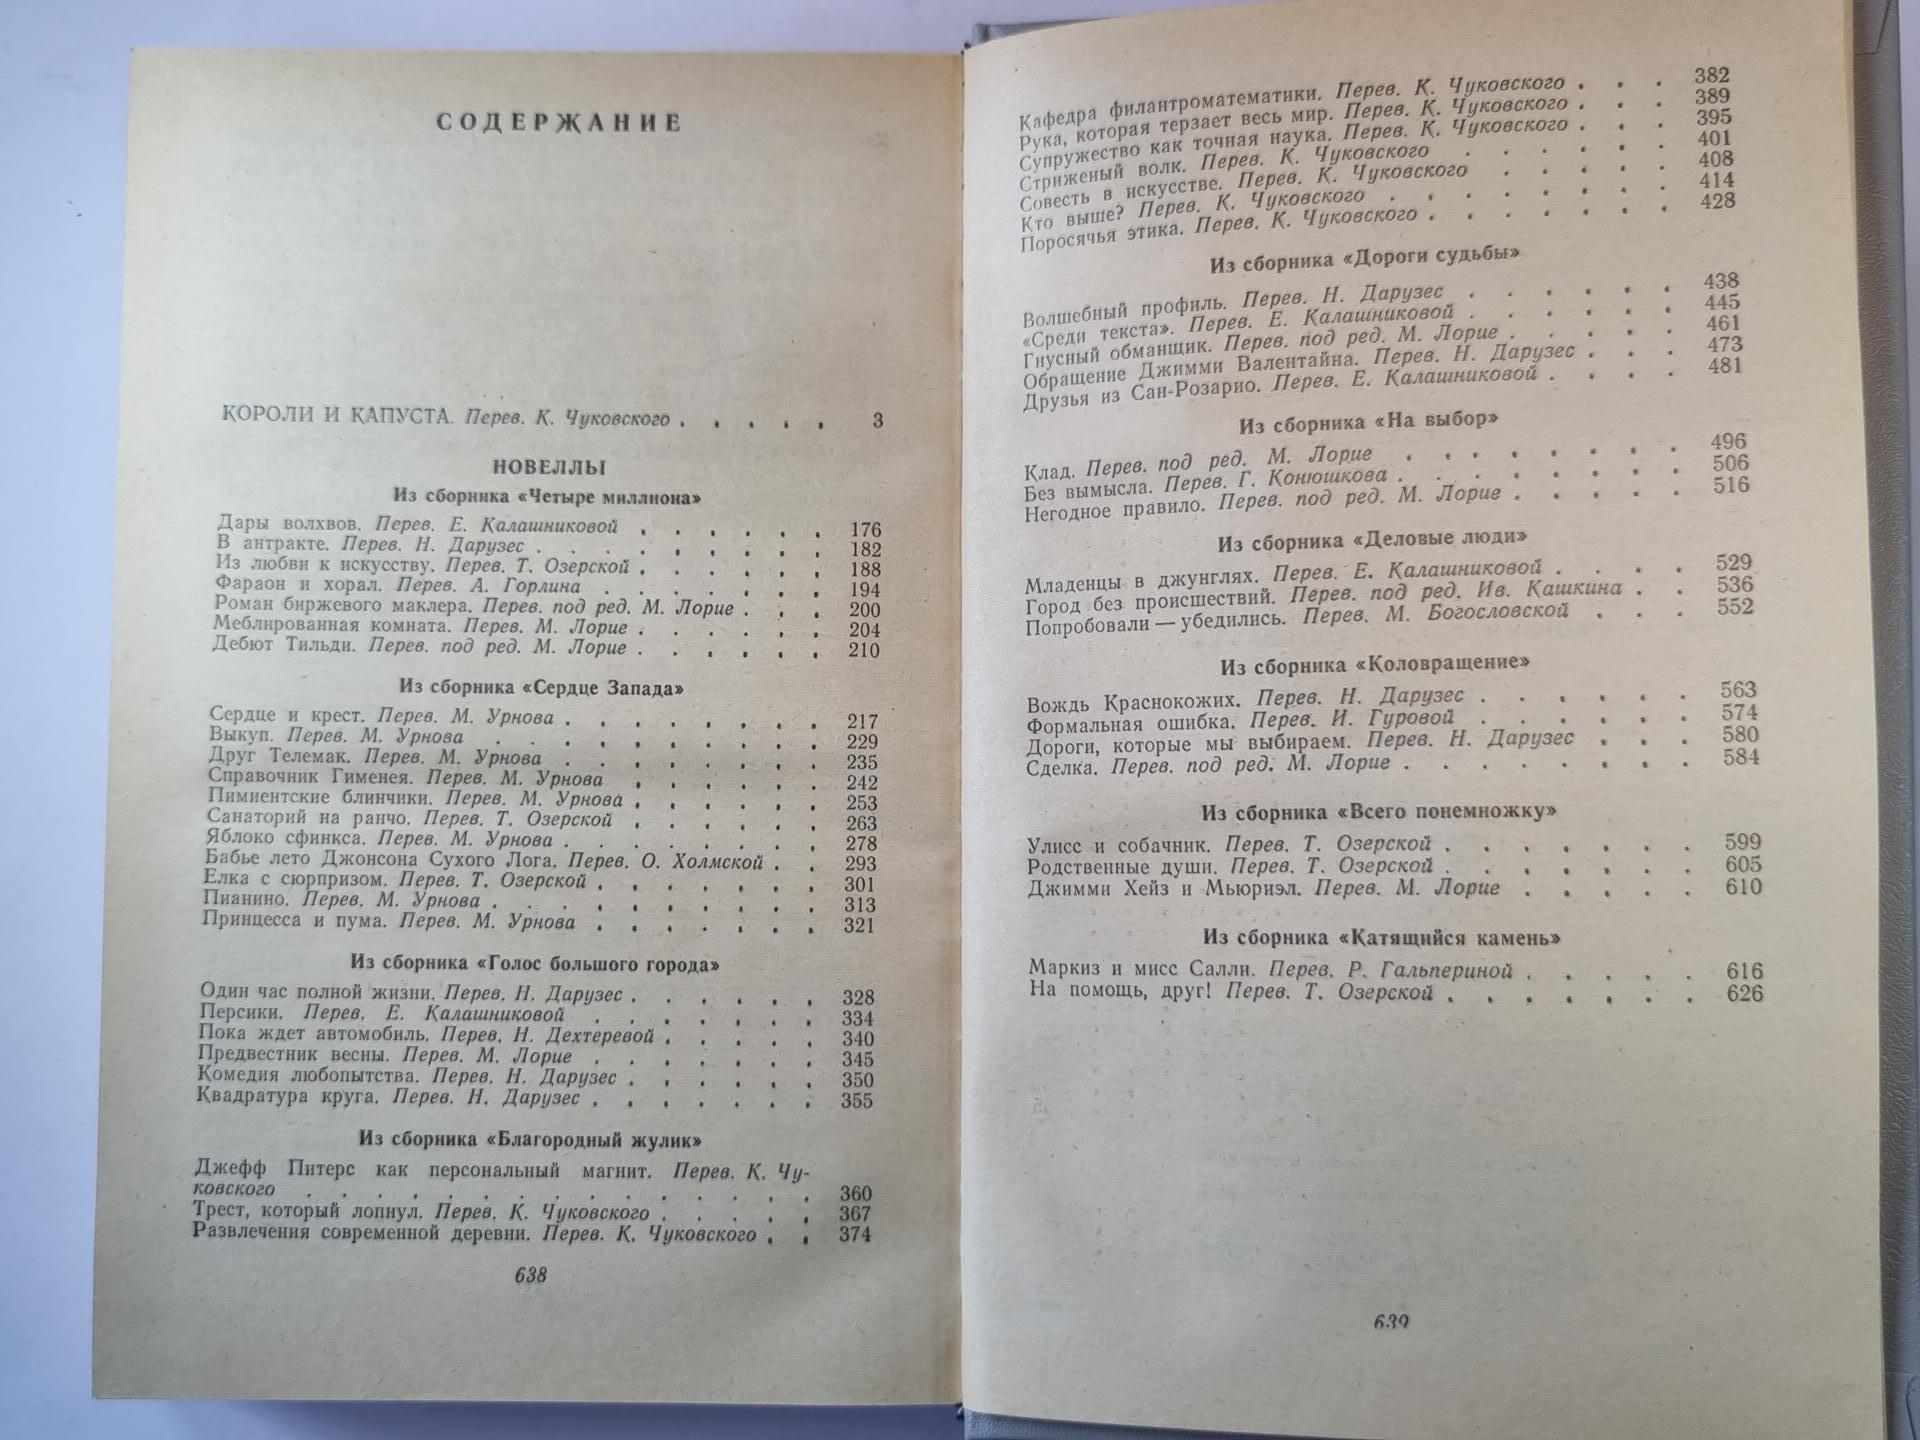 СОДЕРЖАНИЕ
КОРОЛИ И КАПУСТА. Перев. К. Чуковского . . . . . 3
НОВЕЛЛЫ
Из сборника «Четыре миллиона»
Дары волхвов. Перев. Е. Калашниковой . . . . . . 176
В антракте. Перев. Н. Дарузес . . . . . . . . 182
Из любви к искусству. Перев. Т. Озерской . . . . . . 188
Фараон и хорал. Перев. А. Горлина . . . . . . . 194
Роман биржевого маклера. Перев. под ред. М. Лорие . . . 200
Меблированная комната. Перев. М. Лорие . . . . . . 204
Дебют Тильди. Перев. под ред. М. Лорие . . . . . . 210
Из сборника «Сердце Запада»
Сердце и крест. Перев. М. Урнова . . . . . . . . 217
Выкуп. Перев. М. Урнова . . . . . . . . . 229
Друг Телемак. Перев. М. Урнова . . . . . . . . 235
Справочник Гименея. Перев. М. Урнова . . . . . . 242
Пимиентские блинчики. Перев. М. Урнова . . . . . . 253
Санаторий на ранчо. Перев. Т. Озерской . . . . . . 263
Яблоко сфинкса. Перев. М. Урнова . . . . . . . . 278
Бабье лето Джонсона Сухого Лога. Перев. О. Холмской . . 293
Елка с сюрпризом. Перев. Т. Озерской . . . . . . . 301
Пианино. Перев. М. Урнова . . . . . . . . . . 313
Принцесса и пума. Перев. М. Урнова . . . . . . . 321
Из сборника «Голос большого города»
Один час полной жизни. Перев. Н. Дарузес . . . . . . 328
Персики. Перев. Е. Калашниковой . . . . . . . 334
Пока ждет автомобиль. Перев. Н. Дехтеревой . . . . . 340
Предвестник весны. Перев. М. Лорие . . . . . . . 345
Комедия любопытства. Перев. Н. Дарузес . . . . . . 350
Квадратура круга. Перев. Н. Дарузес . . . . . . . 355
Из сборника «Благородный жулик»
Джефф Питерс как персональный магнит. Перев. К. Чу-
ковского . . . . . . . . . . . . . . . 360
Трест, который лопнул. Перев. К. Чуковского . . . . . 367
Развлечения современной деревни. Перев. К. Чуковского . . 374
638
Кафедра филантроматематики. Перев. К. Чуковского . . . 382
Рука, которая терзает весь мир. Перев. К. Чуковского . . . 389
Супружество как точная наука. Перев. К. Чуковского . . . 395
Стриженый волк. Перев. К. Чуковского . . . . . . 401
Совесть в искусстве. Перев. К. Чуковского . . . . . 408
Кто выше? Перев. К. Чуковского . . . . . . . . 414
Поросячья этика. Перев. К. Чуковского . . . . . . . 428
Из сборника «Дороги судьбы»
Волшебный профиль. Перев. Н. Дарузес . . . . . . 438
«Среди текста». Перев. Е. Калашниковой . . . . . . 445
Гнусный обманщик. Перев. под ред. М. Лорие . . . . . 461
Обращение Джимми Валентайна. Перев. Н. Дарузес . . . 473
Друзья из Сан-Розарио. Перев. Е. Калашниковой . . . . 481
Из сборника «На выбор»
Клад. Перев. под ред. М. Лорие . . . . . . . . 496
Без вымысла. Перев. Г. Конюшкова . . . . . . . . 506
Негодное правило. Перев. под ред. М. Лорие . . . . . 516
Из сборника «Деловые люди»
Младенцы в джунглях. Перев. Е. Калашниковой . . . . 529
Город без происшествий. Перев. под ред. Ив. Кашкина . . 536
Попробовали — убедились. Перев. М. Богословской . . . 552
Из сборника «Коловращение»
Вождь Краснокожих. Перев. Н. Дарузес . . . . . . 563
Формальная ошибка. Перев. И. Гуровой . . . . . . 574
Дороги, которые мы выбираем. Перев. Н. Дарузес . . . 580
Сделка. Перев. под ред. М. Лорие . . . . . . . . 584
Из сборника «Всего понемножку»
Улисс и собачник. Перев. Т. Озерской . . . . . . . 599
Родственные души. Перев. Т. Озерской . . . . . . . 605
Джимми Хейз и Мьюриэл. Перев. М. Лорие . . . . . 610
Из сборника «Катящийся камень»
Маркиз и мисс Салли. Перев. Р. Гальпериной . . . . . 616
На помощь, друг! Перев. Т. Озерской . . . . . . . 626
639